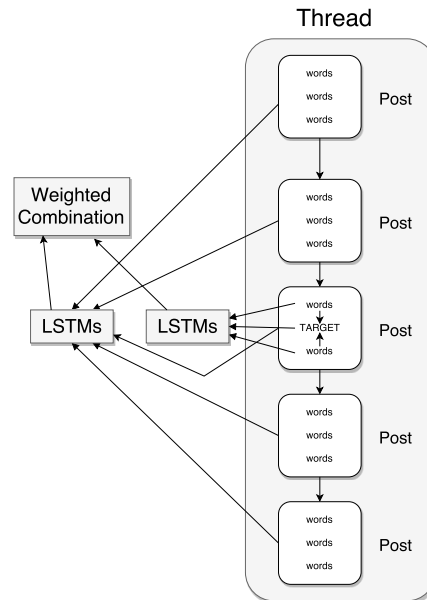 Thread
words
words
words
Post
words
words
words
Post
Weighted
Combination
words
TARGET
words
Post
LSTMs
LSTMs
words
words
words
Post
words
words
words
Post